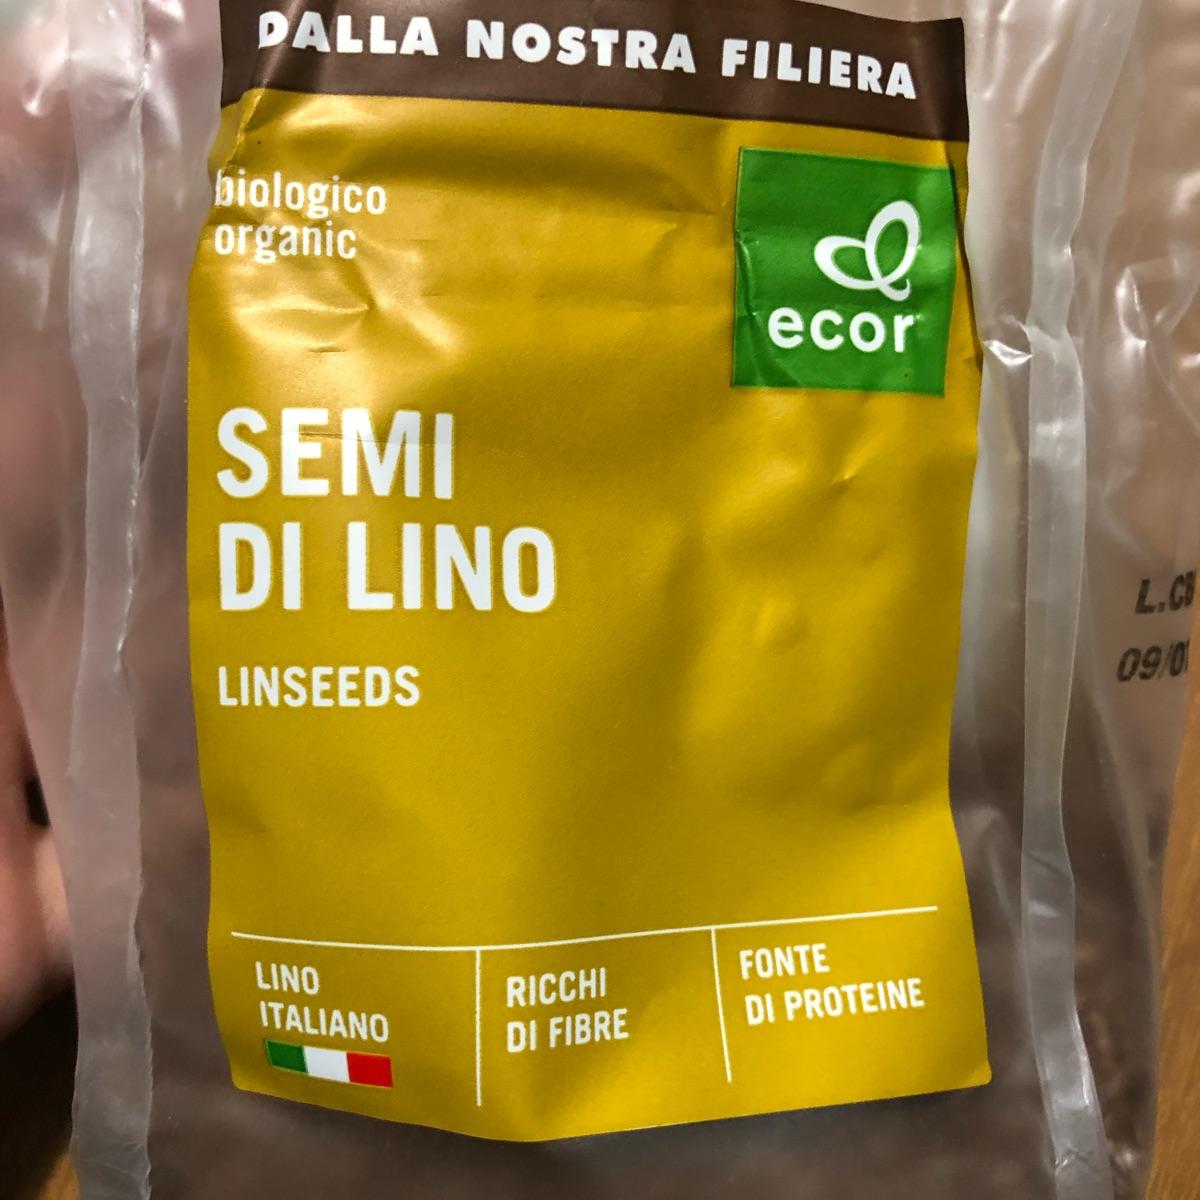 DALLA NOSTRA FILIERA
biologico
organic
ecor
SEMI
DI LINO
LINSEEDS
LINO
ITALIANO
RICCHI
DI FIBRE
FONTE
DI PROTEINE